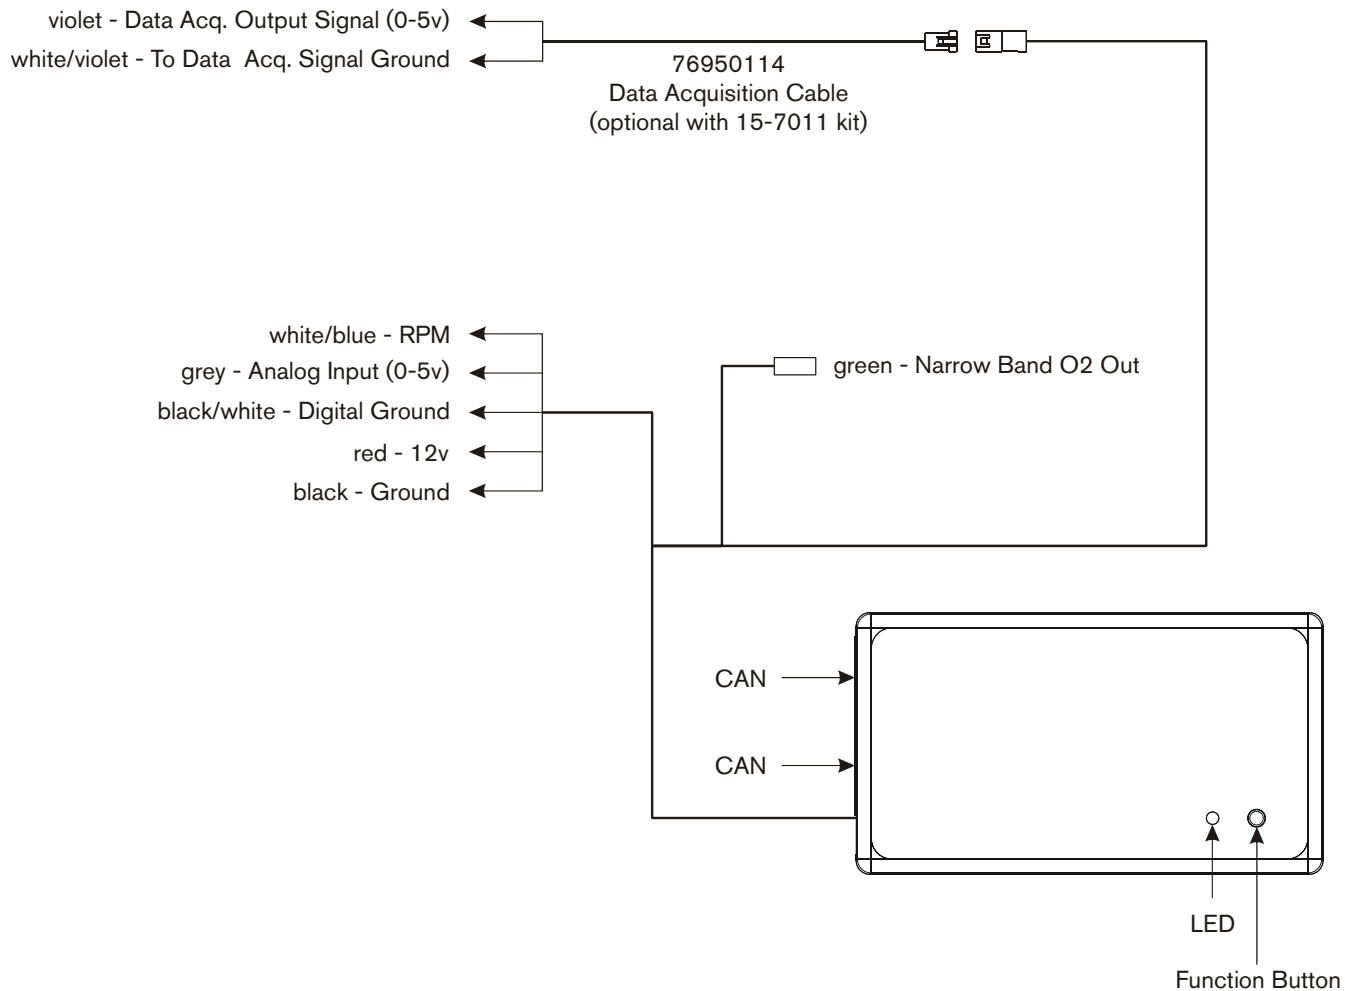 violet - Data Acq. Output Signal (0-5v)
white/violet - To Data Acq. Signal Ground
76950114
Data Acquisition Cable
(optional with 15-7011 kit)
white/blue - RPM
grey - Analog Input (0-5v)
black/white - Digital Ground
red - 12v
black - Ground
green - Narrow Band O2 Out
CAN
CAN
LED
Function Button